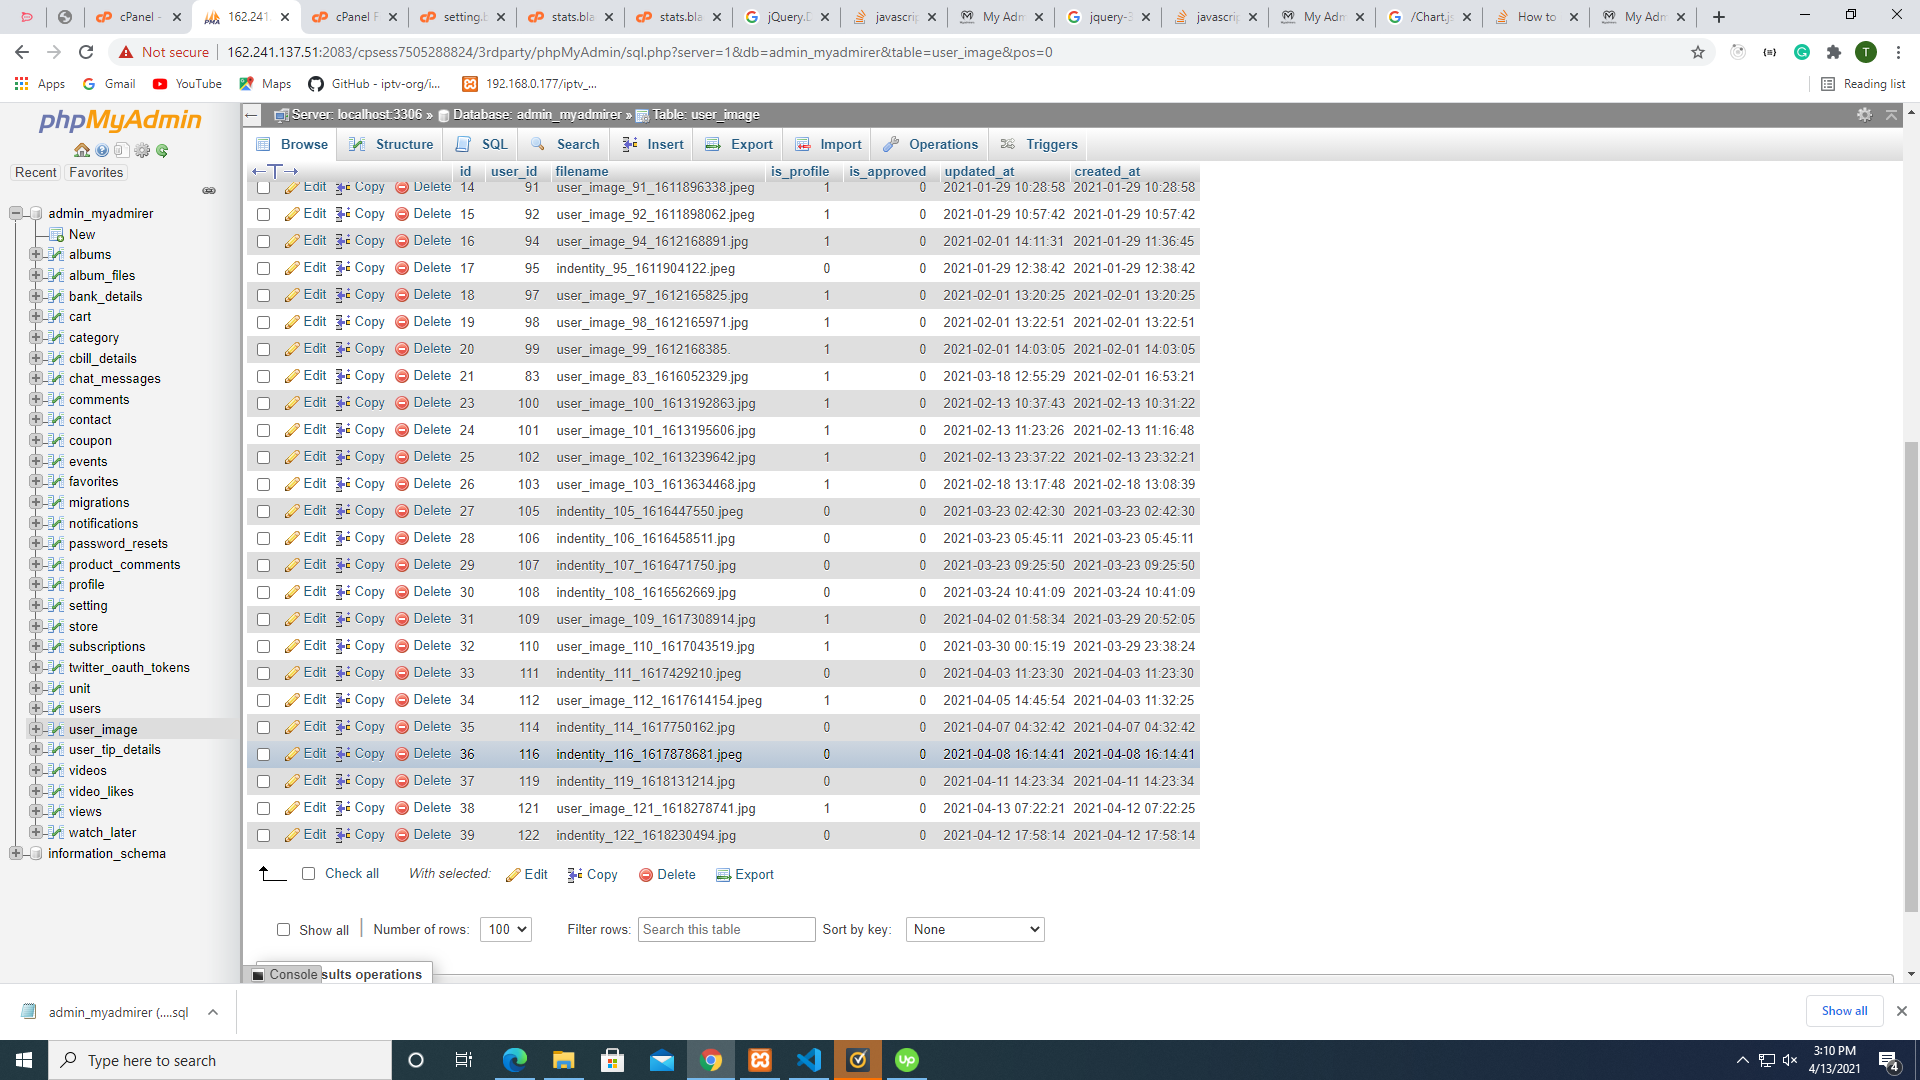 cPanel -
162.241
cPanel F
setting.b
stats.bla
stats.bla
jQuery.D
javascrip
My Adm
jquery-3
javascrip
My Adm
/Chart.js
How to
My Adm
Not secure
162.241.137.51:2083/cpsess7505288824/3rdparty/phpMyAdmin/sql.php?server=1&db=admin_myadmirer&table=user_image&pos=0
T
Apps
Gmail
YouTube
Maps
GitHub - iptv-org/i...
192.168.0.177/iptv_...
Reading list
phpMyAdmin
Recent
Favorites
admin_myadmirer
New
albums
album_files
bank_details
cart
category
cbill_details
chat_messages
comments
contact
coupon
events
favorites
migrations
notifications
password_resets
product_comments
profile
setting
store
subscriptions
twitter_oauth_tokens
unit
users
user_image
user_tip_details
videos
video_likes
views
watch_later
information_schema
Server: localhost:3306 » Database: admin_myadmirer » Table: user_image
Browse Structure SQL Search Insert Export Import Operations Triggers
←T→ id user_id filename is_profile is_approved updated_at created_at
Edit Copy Delete 14 91 user_image_91_1611896338.jpeg 1 0 2021-01-29 10:28:58 2021-01-29 10:28:58
Edit Copy Delete 15 92 user_image_92_1611898062.jpeg 1 0 2021-01-29 10:57:42 2021-01-29 10:57:42
Edit Copy Delete 16 94 user_image_94_1612168891.jpg 1 0 2021-02-01 14:11:31 2021-01-29 11:36:45
Edit Copy Delete 17 95 indentity_95_1611904122.jpeg 0 0 2021-01-29 12:38:42 2021-01-29 12:38:42
Edit Copy Delete 18 97 user_image_97_1612165825.jpg 1 0 2021-02-01 13:20:25 2021-02-01 13:20:25
Edit Copy Delete 19 98 user_image_98_1612165971.jpg 1 0 2021-02-01 13:22:51 2021-02-01 13:22:51
Edit Copy Delete 20 99 user_image_99_1612168385. 1 0 2021-02-01 14:03:05 2021-02-01 14:03:05
Edit Copy Delete 21 83 user_image_83_1616052329.jpg 1 0 2021-03-18 12:55:29 2021-02-01 16:53:21
Edit Copy Delete 23 100 user_image_100_1613192863.jpg 1 0 2021-02-13 10:37:43 2021-02-13 10:31:22
Edit Copy Delete 24 101 user_image_101_1613195606.jpg 1 0 2021-02-13 11:23:26 2021-02-13 11:16:48
Edit Copy Delete 25 102 user_image_102_1613239642.jpg 1 0 2021-02-13 23:37:22 2021-02-13 23:32:21
Edit Copy Delete 26 103 user_image_103_1613634468.jpg 1 0 2021-02-18 13:17:48 2021-02-18 13:08:39
Edit Copy Delete 27 105 indentity_105_1616447550.jpeg 0 0 2021-03-23 02:42:30 2021-03-23 02:42:30
Edit Copy Delete 28 106 indentity_106_1616458511.jpg 0 0 2021-03-23 05:45:11 2021-03-23 05:45:11
Edit Copy Delete 29 107 indentity_107_1616471750.jpg 0 0 2021-03-23 09:25:50 2021-03-23 09:25:50
Edit Copy Delete 30 108 indentity_108_1616562669.jpg 0 0 2021-03-24 10:41:09 2021-03-24 10:41:09
Edit Copy Delete 31 109 user_image_109_1617308914.jpg 1 0 2021-04-02 01:58:34 2021-03-29 20:52:05
Edit Copy Delete 32 110 user_image_110_1617043519.jpg 1 0 2021-03-30 00:15:19 2021-03-29 23:38:24
Edit Copy Delete 33 111 indentity_111_1617429210.jpeg 0 0 2021-04-03 11:23:30 2021-04-03 11:23:30
Edit Copy Delete 34 112 user_image_112_1617614154.jpeg 1 0 2021-04-05 14:45:54 2021-04-03 11:32:25
Edit Copy Delete 35 114 indentity_114_1617750162.jpg 0 0 2021-04-07 04:32:42 2021-04-07 04:32:42
Edit Copy Delete 36 116 indentity_116_1617878681.jpeg 0 0 2021-04-08 16:14:41 2021-04-08 16:14:41
Edit Copy Delete 37 119 indentity_119_1618131214.jpg 0 0 2021-04-11 14:23:34 2021-04-11 14:23:34
Edit Copy Delete 38 121 user_image_121_1618278741.jpg 1 0 2021-04-13 07:22:21 2021-04-12 07:22:25
Edit Copy Delete 39 122 indentity_122_1618230494.jpg 0 0 2021-04-12 17:58:14 2021-04-12 17:58:14
Check all With selected: Edit Copy Delete Export
Show all Number of rows: 100 Filter rows: Search this table Sort by key: None
Console sults operations
admin_myadmirer (....sql
Show all
Type here to search
up
3:10 PM
4/13/2021
4